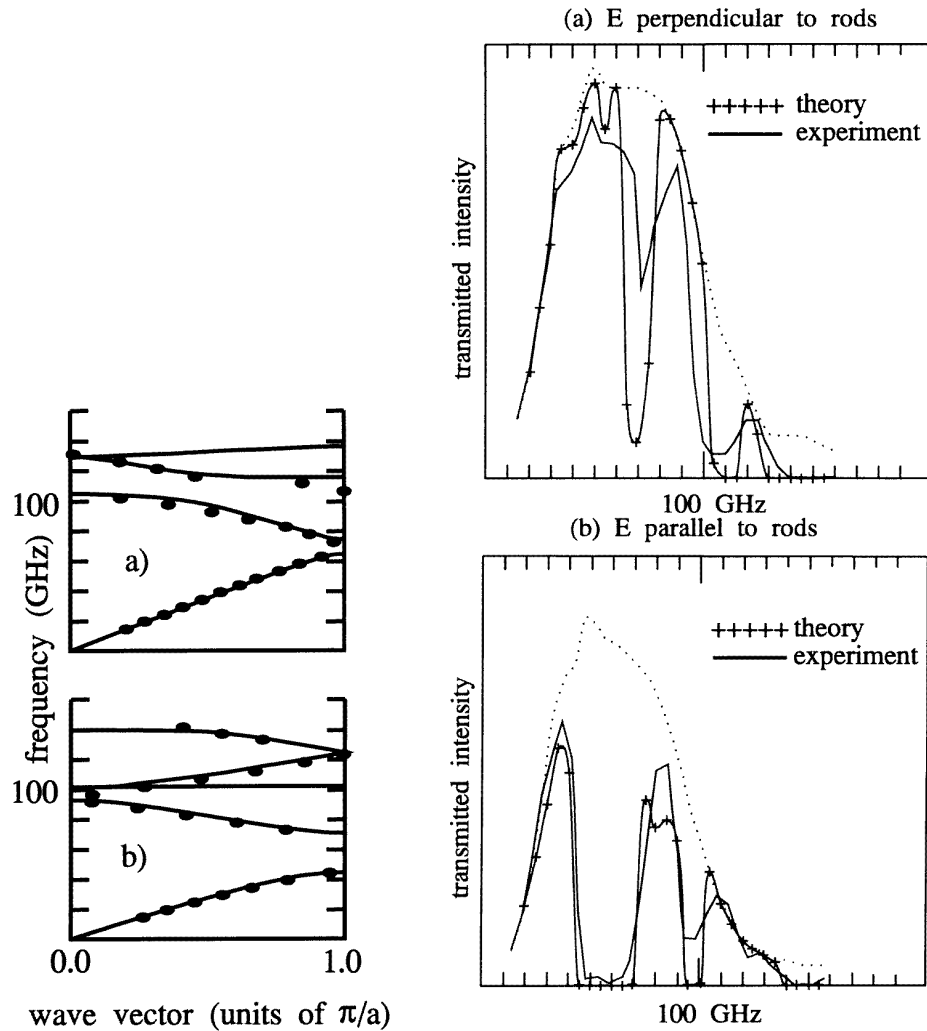 (a) E perpendicular to rods
+++++ theory
experiment
transmitted intensity
100 GHz
(b) E parallel to rods
+++++ theory
experiment
transmitted intensity
100 GHz
frequency (GHz)
100
a)
100
b)
0.0 1.0
wave vector (units of π/a)